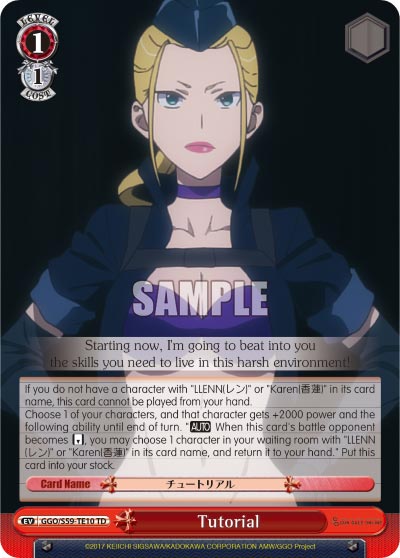 LEVEL
1
1
COST
SAMPLE
Starting now, I'm going to beat into you
the skills you need to live in this harsh environment!
If you do not have a character with "LLENN(レン)" or "Karen(香蓮)" in its card
name, this card cannot be played from your hand.
Choose 1 of your characters, and that character gets +2000 power and the
following ability until end of turn. "AUTO When this card's battle opponent
becomes [ ], you may choose 1 character in your waiting room with "LLENN
(レン)" or "Karen(香蓮)" in its card name, and return it to your hand." Put this
card into your stock.
Card Name チュートリアル
EV GGO/S59-TE10 TD Tutorial
©2017 KEIICHI SIGSAWA/KADOKAWA CORPORATION AMW/GGO Project